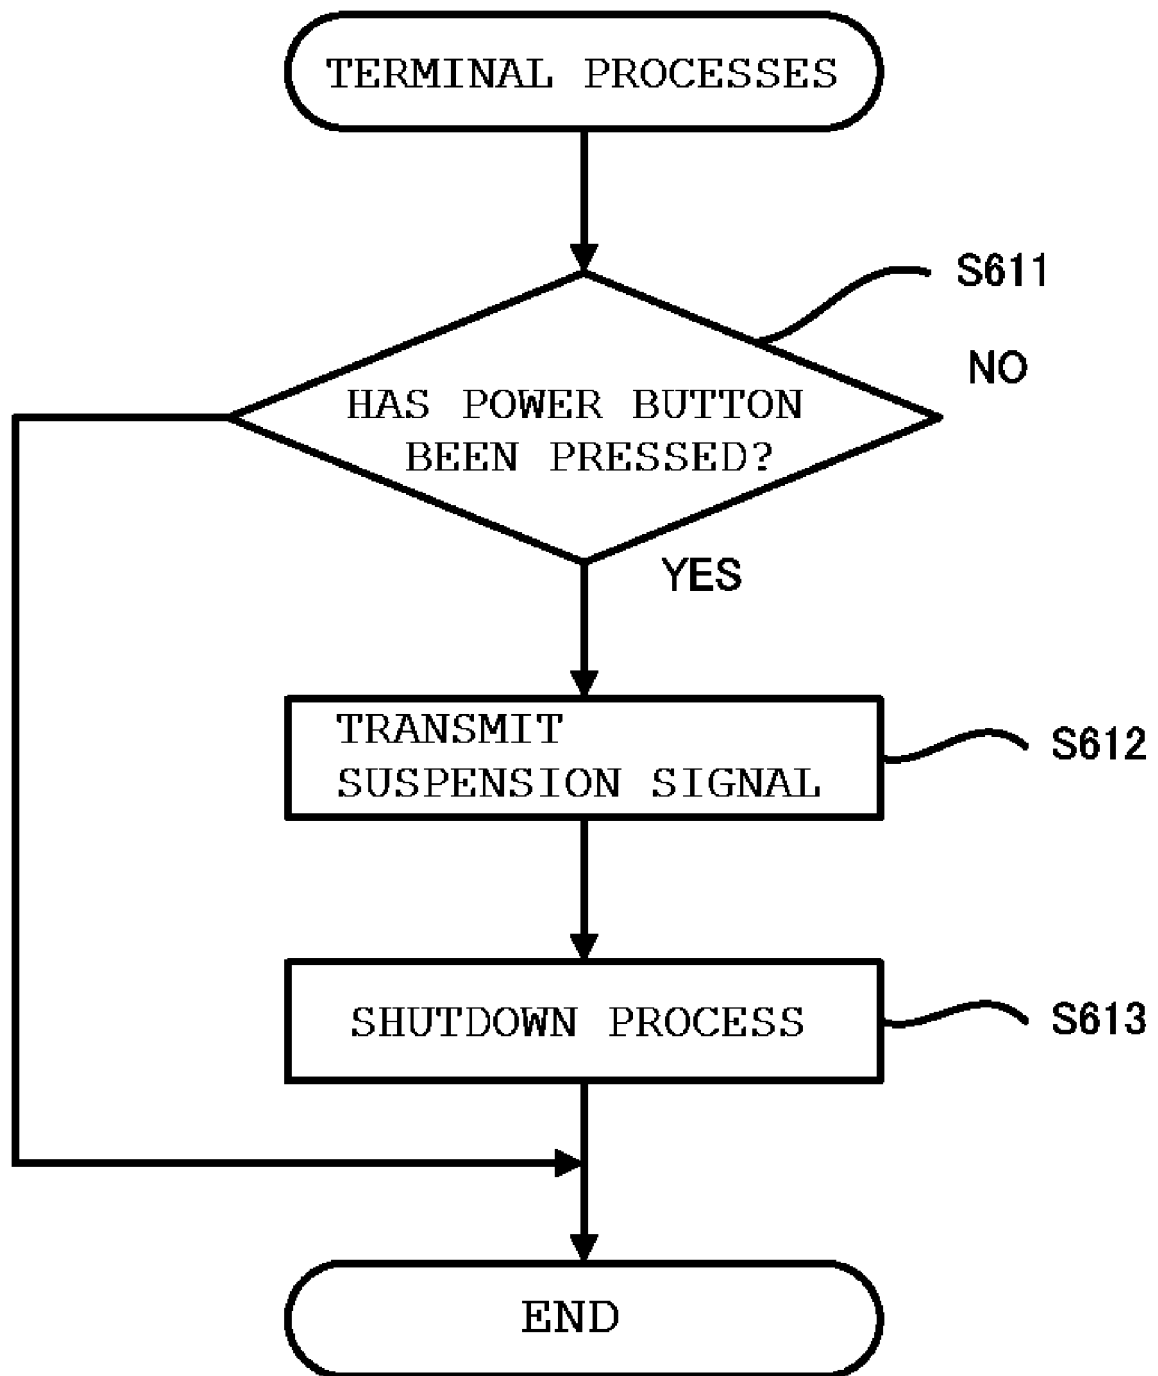 TERMINAL PROCESSES
S611
NO
HAS POWER BUTTON
BEEN PRESSED?
YES
TRANSMIT
SUSPENSION SIGNAL
S612
SHUTDOWN PROCESS
S613
END